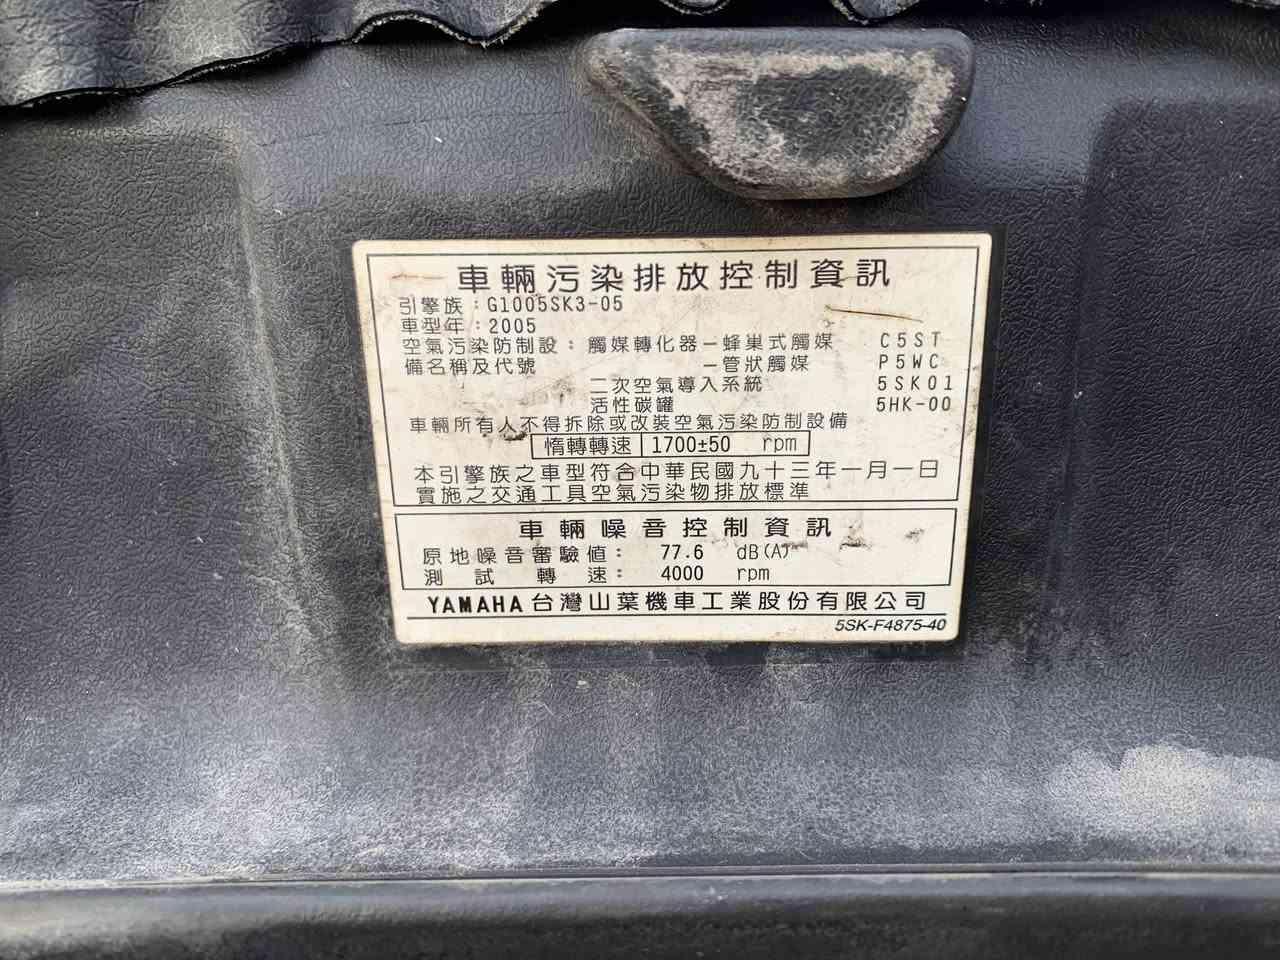 車輛污染排放控制資訊
引擎族：G1005SK3-05
車型年：2005
空氣污染防制設：觸媒轉化器－蜂巢式觸媒 C5ST
備名稱及代號 －管狀觸媒 P5WC
二次空氣導入系統 5SK01
活性碳罐 5HK-00
車輛所有人不得拆除或改裝空氣污染防制設備
惰轉轉速 1700±50 rpm
本引擎族之車型符合中華民國九十三年一月一日
實施之交通工具空氣污染物排放標準
車輛噪音控制資訊
原地噪音審驗值： 77.6 dB(A)
測試轉速： 4000 rpm
YAMAHA 台灣山葉機車工業股份有限公司
5SK-F4875-40